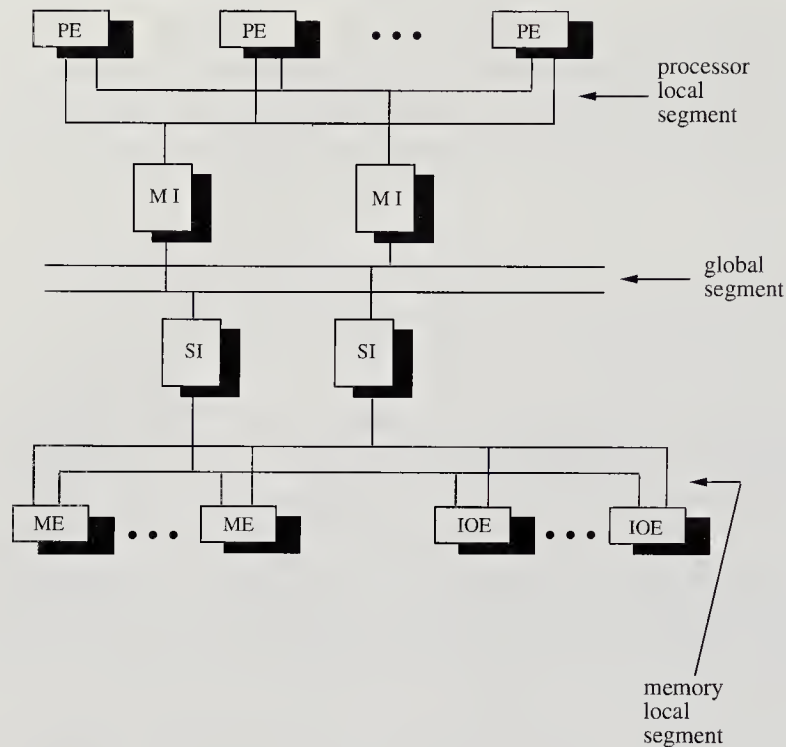 PE PE • • • PE
processor
local
segment
M I M I
global
segment
SI SI
ME • • • ME IOE • • • IOE
memory
local
segment